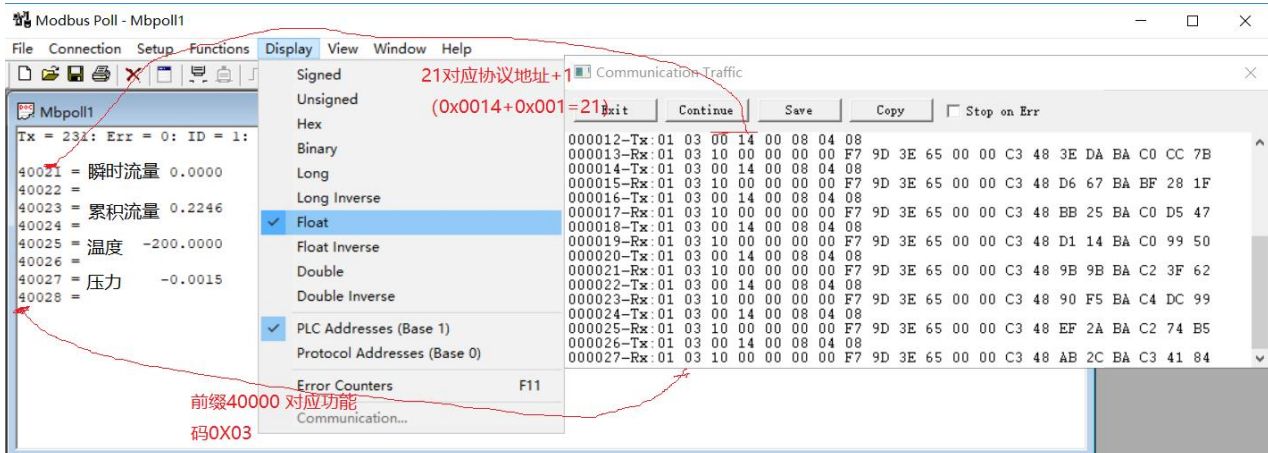 Modbus Poll - Mbpoll1
File Connection Setup Functions Display View Window Help
Mbpoll1
Tx = 231: Err = 0: ID = 1:
40021 = 瞬时流量 0.0000
40022 =
40023 = 累积流量 0.2246
40024 =
40025 = 温度 -200.0000
40026 =
40027 = 压力 -0.0015
40028 =
Signed
Unsigned
Hex
Binary
Long
Long Inverse
Float
Float Inverse
Double
Double Inverse
PLC Addresses (Base 1)
Protocol Addresses (Base 0)
Error Counters F11
Communication...
21对应协议地址+1
(0x0014+0x001=21)
前缀40000 对应功能
码0X03
Communication Traffic
Exit Continue Save Copy Stop on Err
000012-Tx:01 03 00 14 00 08 04 08
000013-Rx:01 03 10 00 00 00 00 F7 9D 3E 65 00 00 C3 48 3E DA BA C0 CC 7B
000014-Tx:01 03 00 14 00 08 04 08
000015-Rx:01 03 10 00 00 00 00 F7 9D 3E 65 00 00 C3 48 D6 67 BA BF 28 1F
000016-Tx:01 03 00 14 00 08 04 08
000017-Rx:01 03 10 00 00 00 00 F7 9D 3E 65 00 00 C3 48 BB 25 BA C0 D5 47
000018-Tx:01 03 00 14 00 08 04 08
000019-Rx:01 03 10 00 00 00 00 F7 9D 3E 65 00 00 C3 48 D1 14 BA C0 99 50
000020-Tx:01 03 00 14 00 08 04 08
000021-Rx:01 03 10 00 00 00 00 F7 9D 3E 65 00 00 C3 48 9B 9B BA C2 3F 62
000022-Tx:01 03 00 14 00 08 04 08
000023-Rx:01 03 10 00 00 00 00 F7 9D 3E 65 00 00 C3 48 90 F5 BA C4 DC 99
000024-Tx:01 03 00 14 00 08 04 08
000025-Rx:01 03 10 00 00 00 00 F7 9D 3E 65 00 00 C3 48 EF 2A BA C2 74 B5
000026-Tx:01 03 00 14 00 08 04 08
000027-Rx:01 03 10 00 00 00 00 F7 9D 3E 65 00 00 C3 48 AB 2C BA C3 41 84